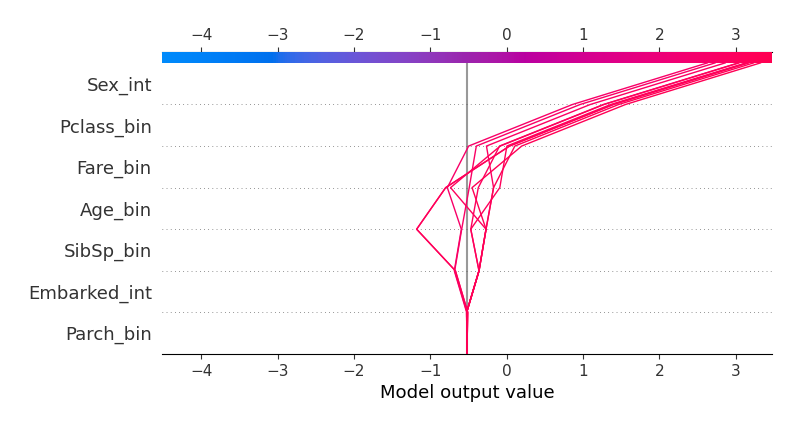 −4 −3 −2 −1 0 1 2 3
Sex_int
Pclass_bin
Fare_bin
Age_bin
SibSp_bin
Embarked_int
Parch_bin
−4 −3 −2 −1 0 1 2 3
Model output value